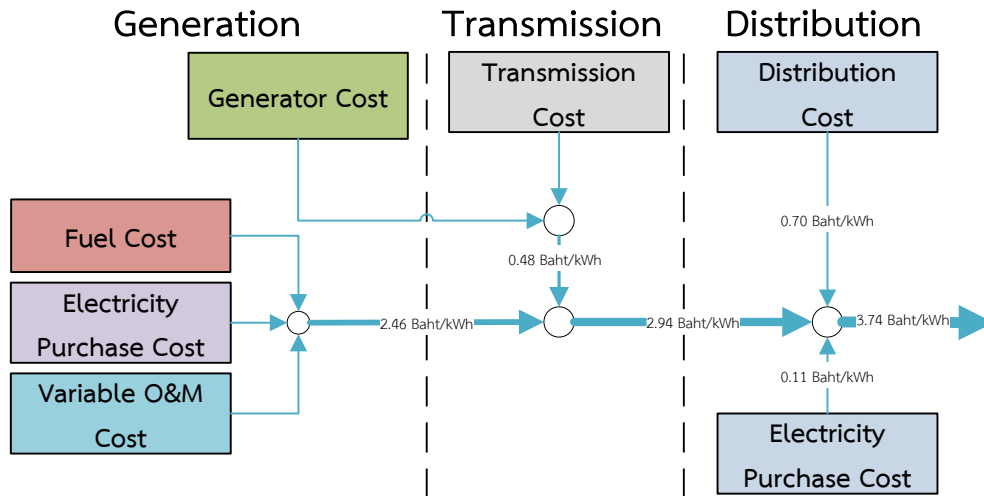 Generation
Transmission
Distribution
Generator Cost
Transmission
Cost
Distribution
Cost
Fuel Cost
Electricity
Purchase Cost
Variable O&M
Cost
0.48 Baht/kWh
2.46 Baht/kWh
2.94 Baht/kWh
0.70 Baht/kWh
3.74 Baht/kWh
0.11 Baht/kWh
Electricity
Purchase Cost